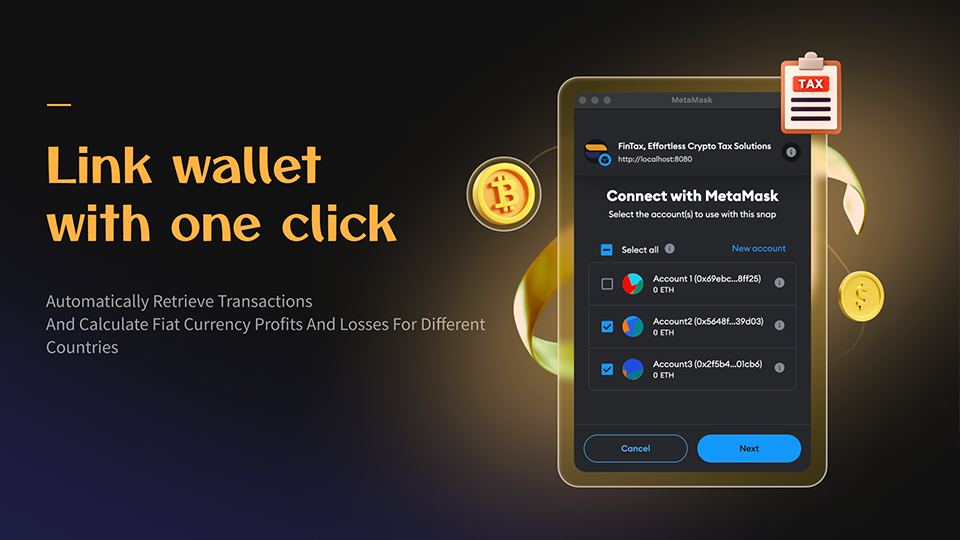 Link wallet
with one click
Automatically Retrieve Transactions
And Calculate Fiat Currency Profits And Losses For Different
Countries
TAX
MetaMask
FinTax, Effortless Crypto Tax Solutions
http://localhost:8080
Connect with MetaMask
Select the account(s) to use with this snap
Select all
New account
Account 1 (0x69ebc...8ff25)
0 ETH
Account2 (0x5648f...39d03)
0 ETH
Account3 (0x2f5b4...01cb6)
0 ETH
Cancel
Next